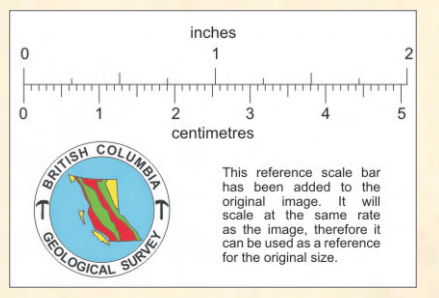 inches
0 1 2
0 1 2 3 4 5
centimetres
BRITISH COLUMBIA
GEOLOGICAL SURVEY
This reference scale bar
has been added to the
original image. It will
scale at the same rate
as the image, therefore it
can be used as a reference
for the original size.